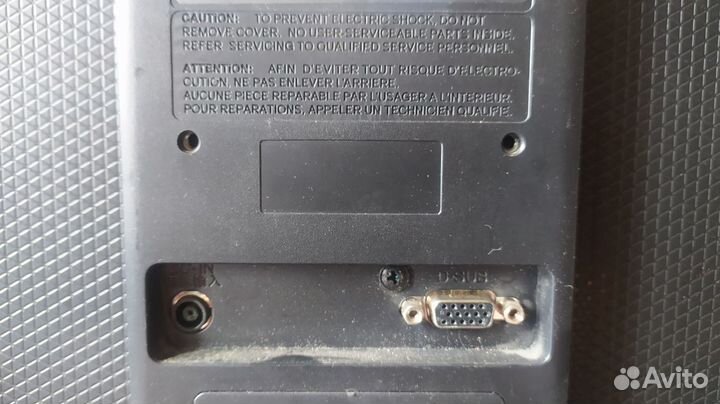 CAUTION: TO PREVENT ELECTRIC SHOCK, DO NOT
REMOVE COVER. NO USER-SERVICEABLE PARTS INSIDE.
REFER SERVICING TO QUALIFIED SERVICE PERSONNEL.
ATTENTION: AFIN D'EVITER TOUT RISQUE D'ELECTRO-
CUTION. NE PAS ENLEVER L'ARRIERE.
AUCUNE PIECE REPARABLE PAR L'USAGER A L'INTERIEUR.
POUR REPARATIONS, APPELER UN TECHNICIEN QUALIFIE.
IN
D-SUB
入
Avito